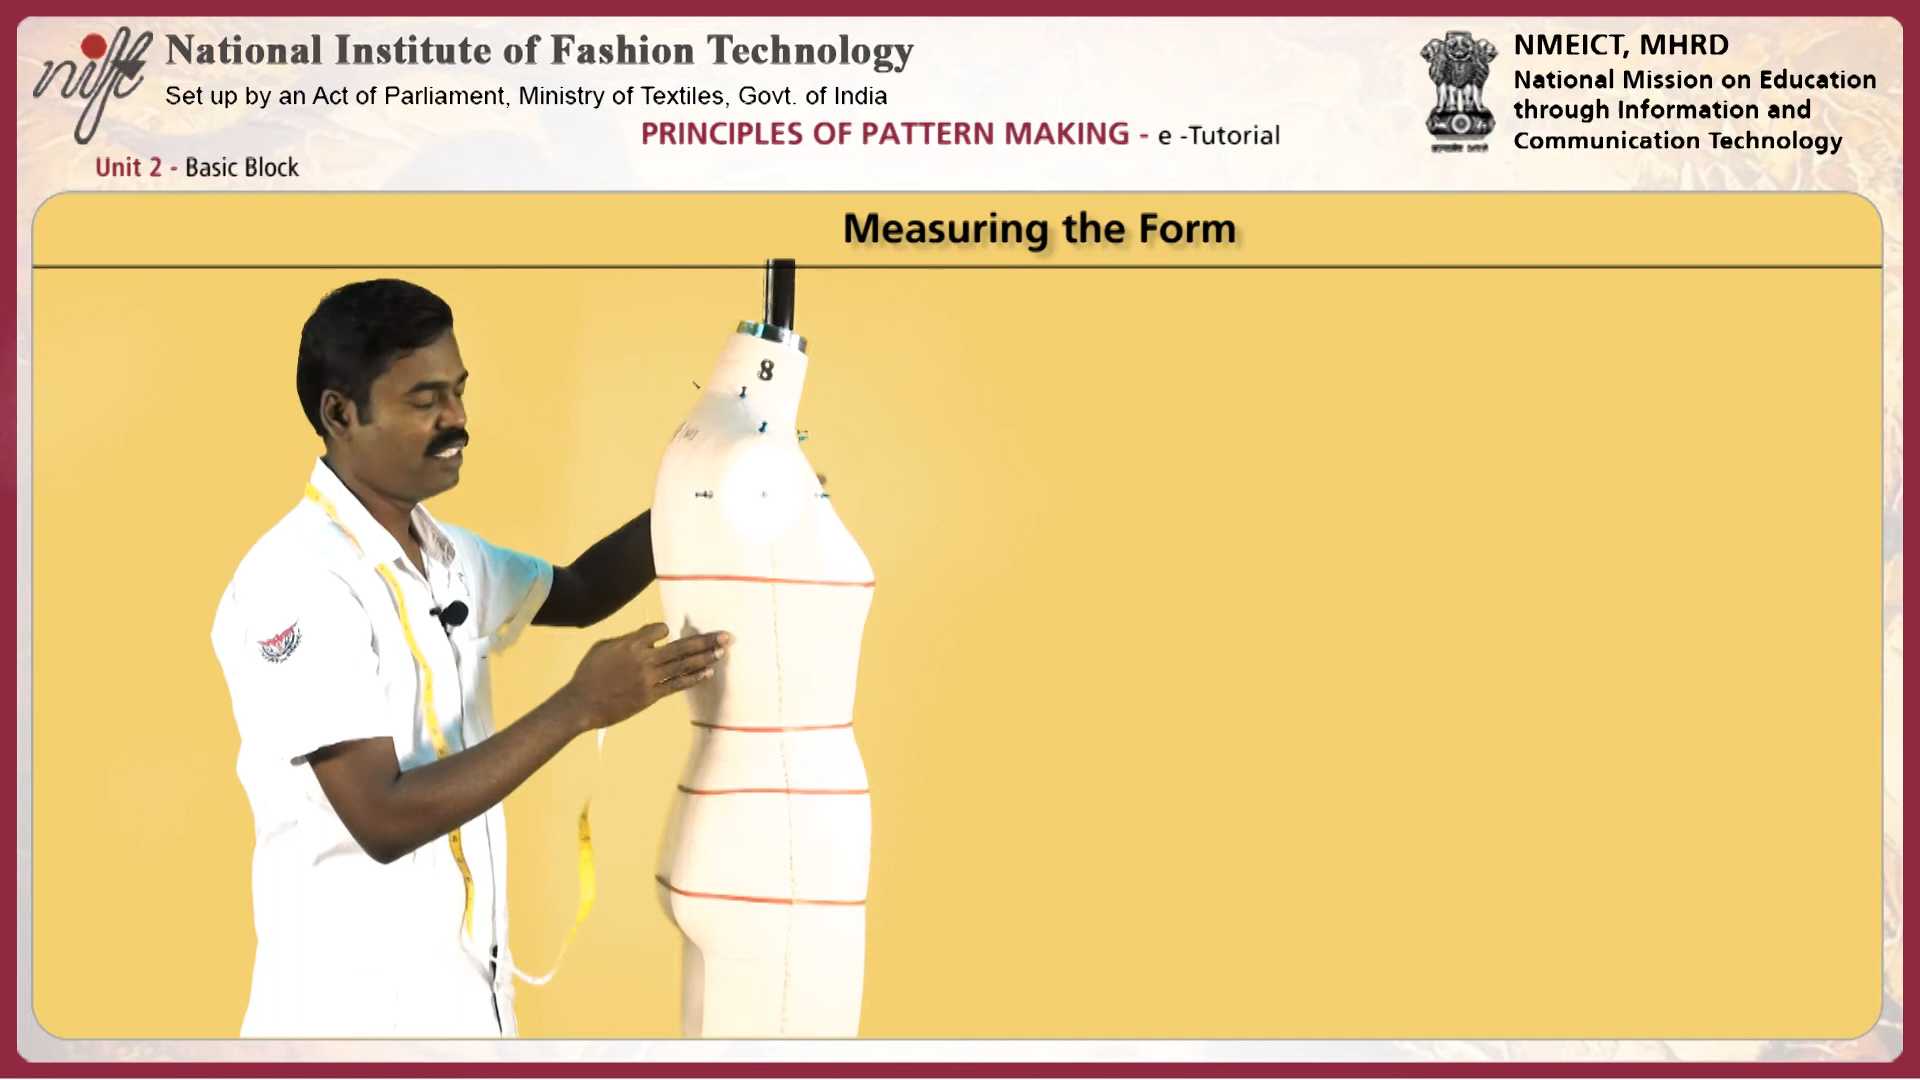 nift
National Institute of Fashion Technology
Set up by an Act of Parliament, Ministry of Textiles, Govt. of India
PRINCIPLES OF PATTERN MAKING - e -Tutorial
Unit 2 - Basic Block
NMEICT, MHRD
National Mission on Education
through Information and
Communication Technology
Measuring the Form
8